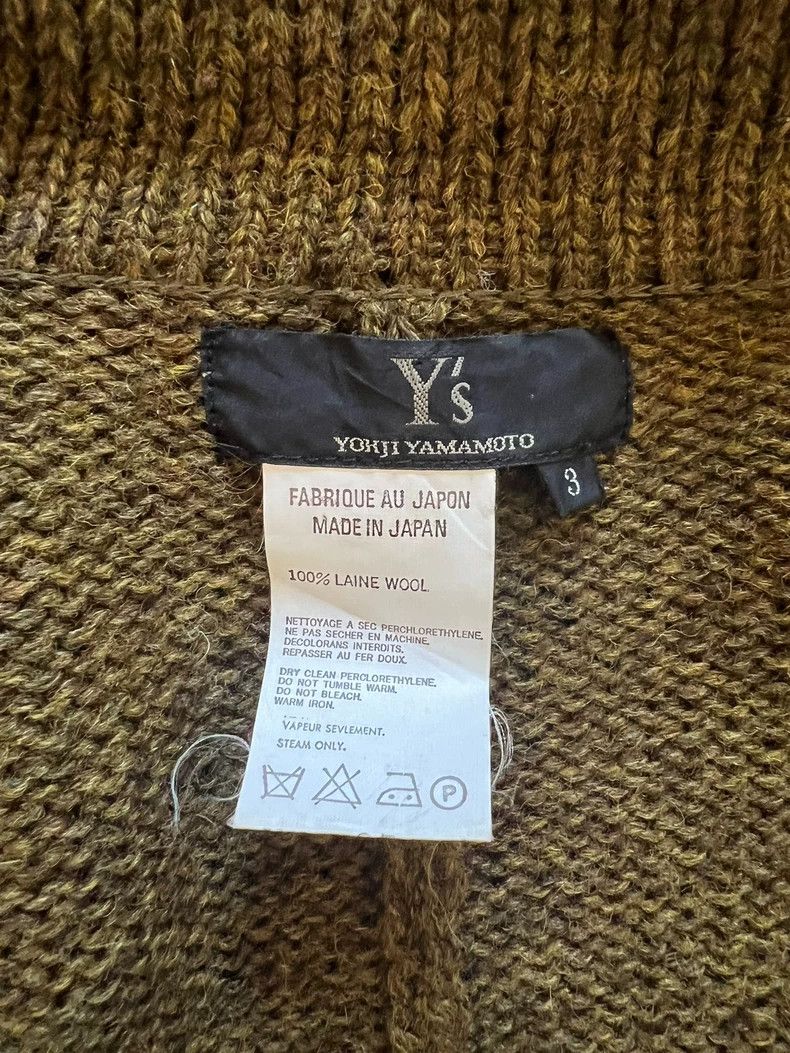 Y's
YOHJI YAMAMOTO
3
FABRIQUE AU JAPON
MADE IN JAPAN
100% LAINE WOOL
NETTOYAGE A SEC PERCHLORETHYLENE.
NE PAS SECHER EN MACHINE.
DECOLORANS INTERDITS.
REPASSER AU FER DOUX.
DRY CLEAN PERCLORETHYLENE.
DO NOT TUMBLE WARM.
DO NOT BLEACH.
WARM IRON.
VAPEUR SEVLEMENT.
STEAM ONLY.
P